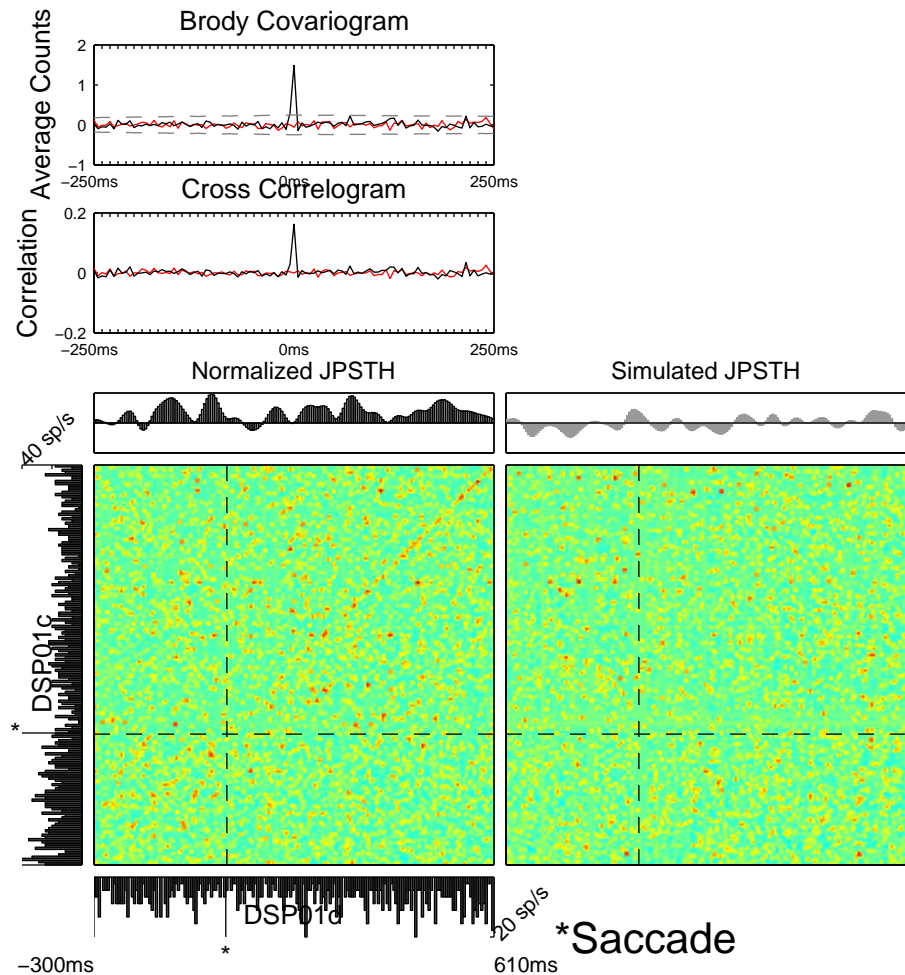 Brody Covariogram
Average Counts
2
1
0
−1
−250ms
0ms
250ms
Cross Correlogram
Correlation
0.2
0
−0.2
−250ms
0ms
250ms
Normalized JPSTH
Simulated JPSTH
40 sp/s
DSP01c
*
DSP01d
*
20 sp/s
*Saccade
−300ms
610ms